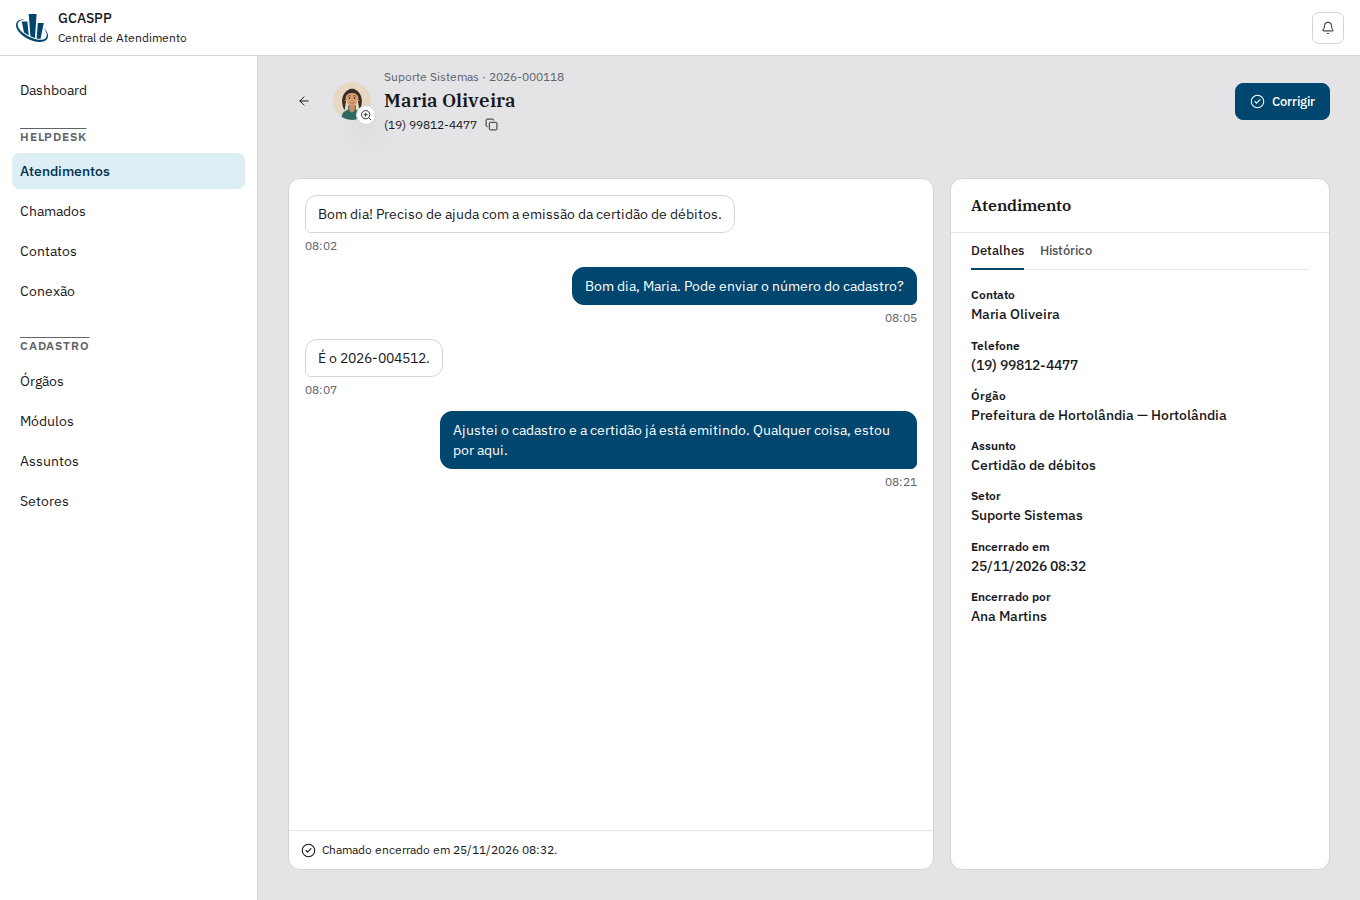 GCASPP
Central de Atendimento
Dashboard
HELPDESK
Atendimentos
Chamados
Contatos
Conexão
CADASTRO
Órgãos
Módulos
Assuntos
Setores
Suporte Sistemas · 2026-000118
Maria Oliveira
(19) 99812-4477
Corrigir
Bom dia! Preciso de ajuda com a emissão da certidão de débitos.
08:02
Bom dia, Maria. Pode enviar o número do cadastro?
08:05
É o 2026-004512.
08:07
Ajustei o cadastro e a certidão já está emitindo. Qualquer coisa, estou
por aqui.
08:21
Chamado encerrado em 25/11/2026 08:32.
Atendimento
Detalhes Histórico
Contato
Maria Oliveira
Telefone
(19) 99812-4477
Órgão
Prefeitura de Hortolândia — Hortolândia
Assunto
Certidão de débitos
Setor
Suporte Sistemas
Encerrado em
25/11/2026 08:32
Encerrado por
Ana Martins